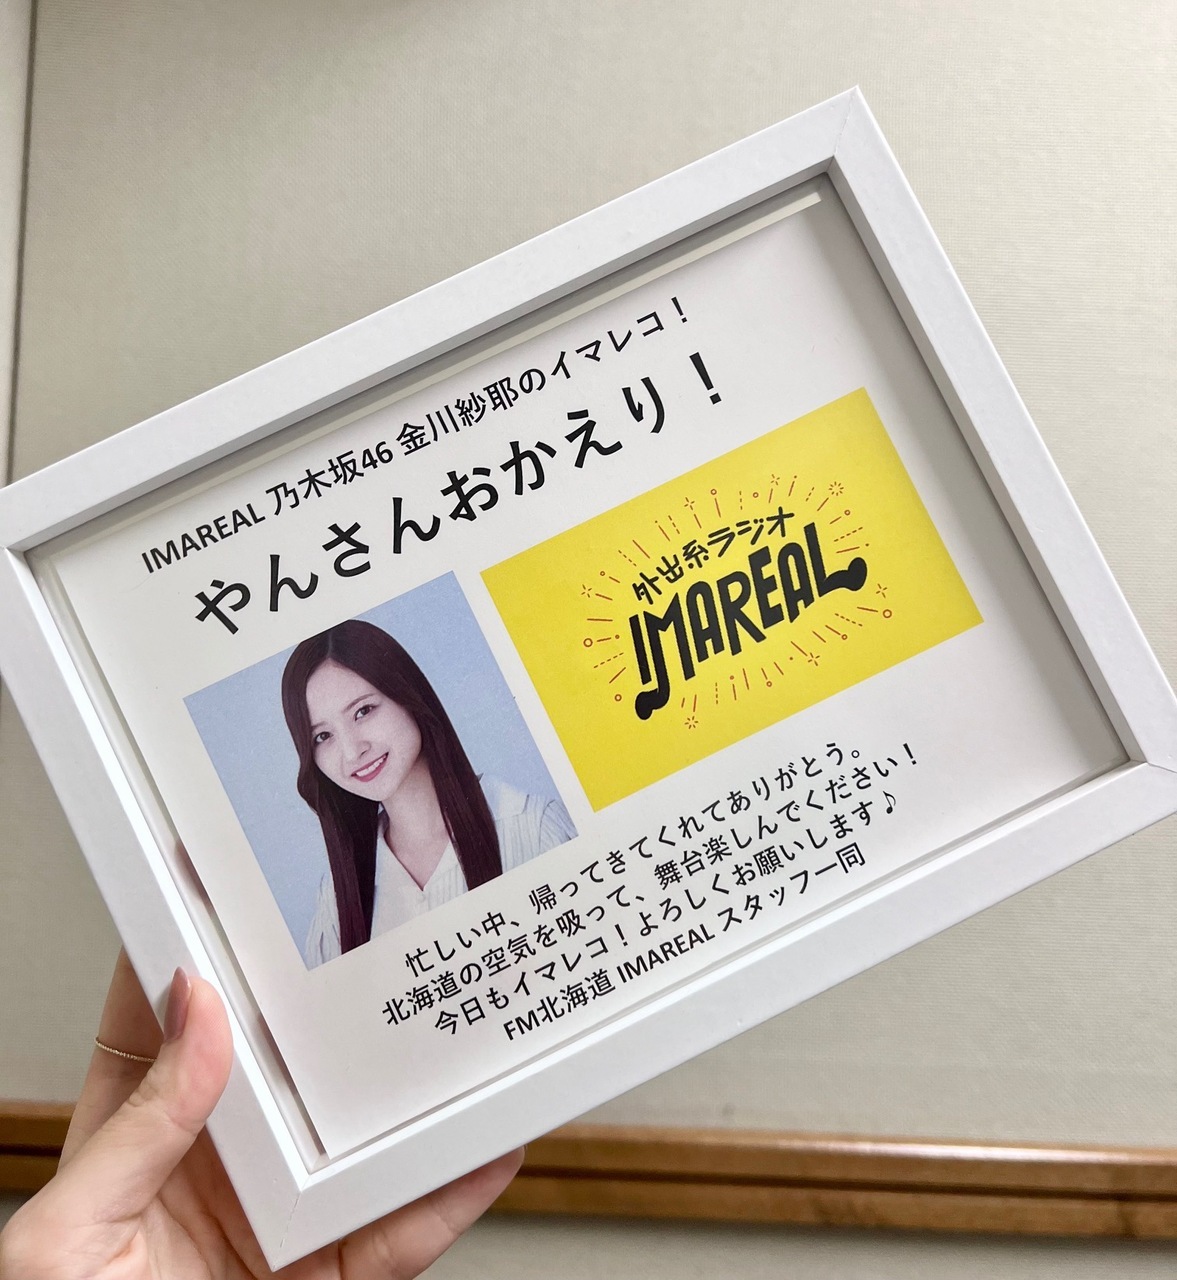 IMAREAL 乃木坂46 金川紗耶のイマレコ！
やんさんおかえり！
外出系ラジオ
IMAREAL
忙しい中、帰ってきてくれてありがとう。
北海道の空気を吸って、舞台楽しんでください！
今日もイマレコ！よろしくお願いします♪
FM北海道 IMAREAL スタッフ一同